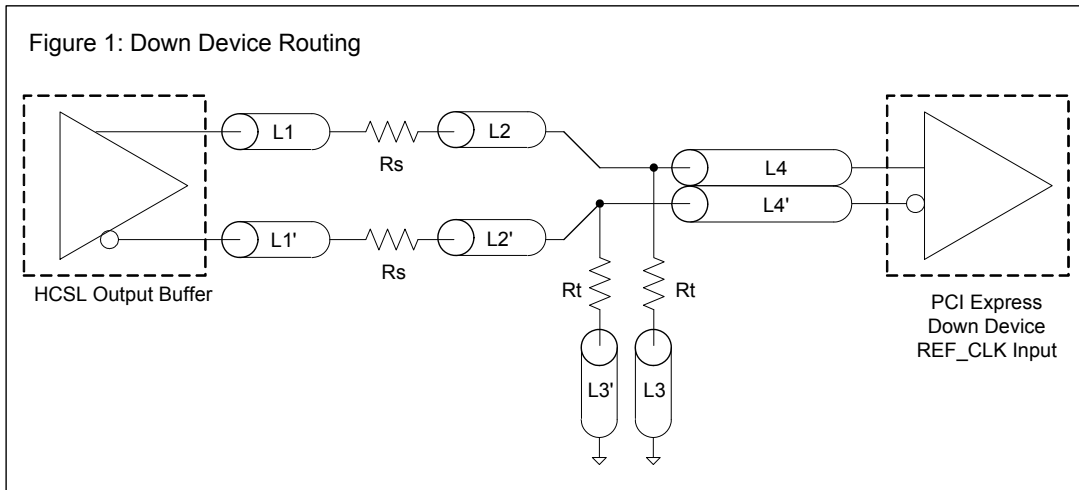 Figure 1: Down Device Routing
L1
Rs
L2
L4
L4'
L1'
Rs
L2'
Rt
Rt
HCSL Output Buffer
PCI Express
Down Device
REF_CLK Input
L3'
L3